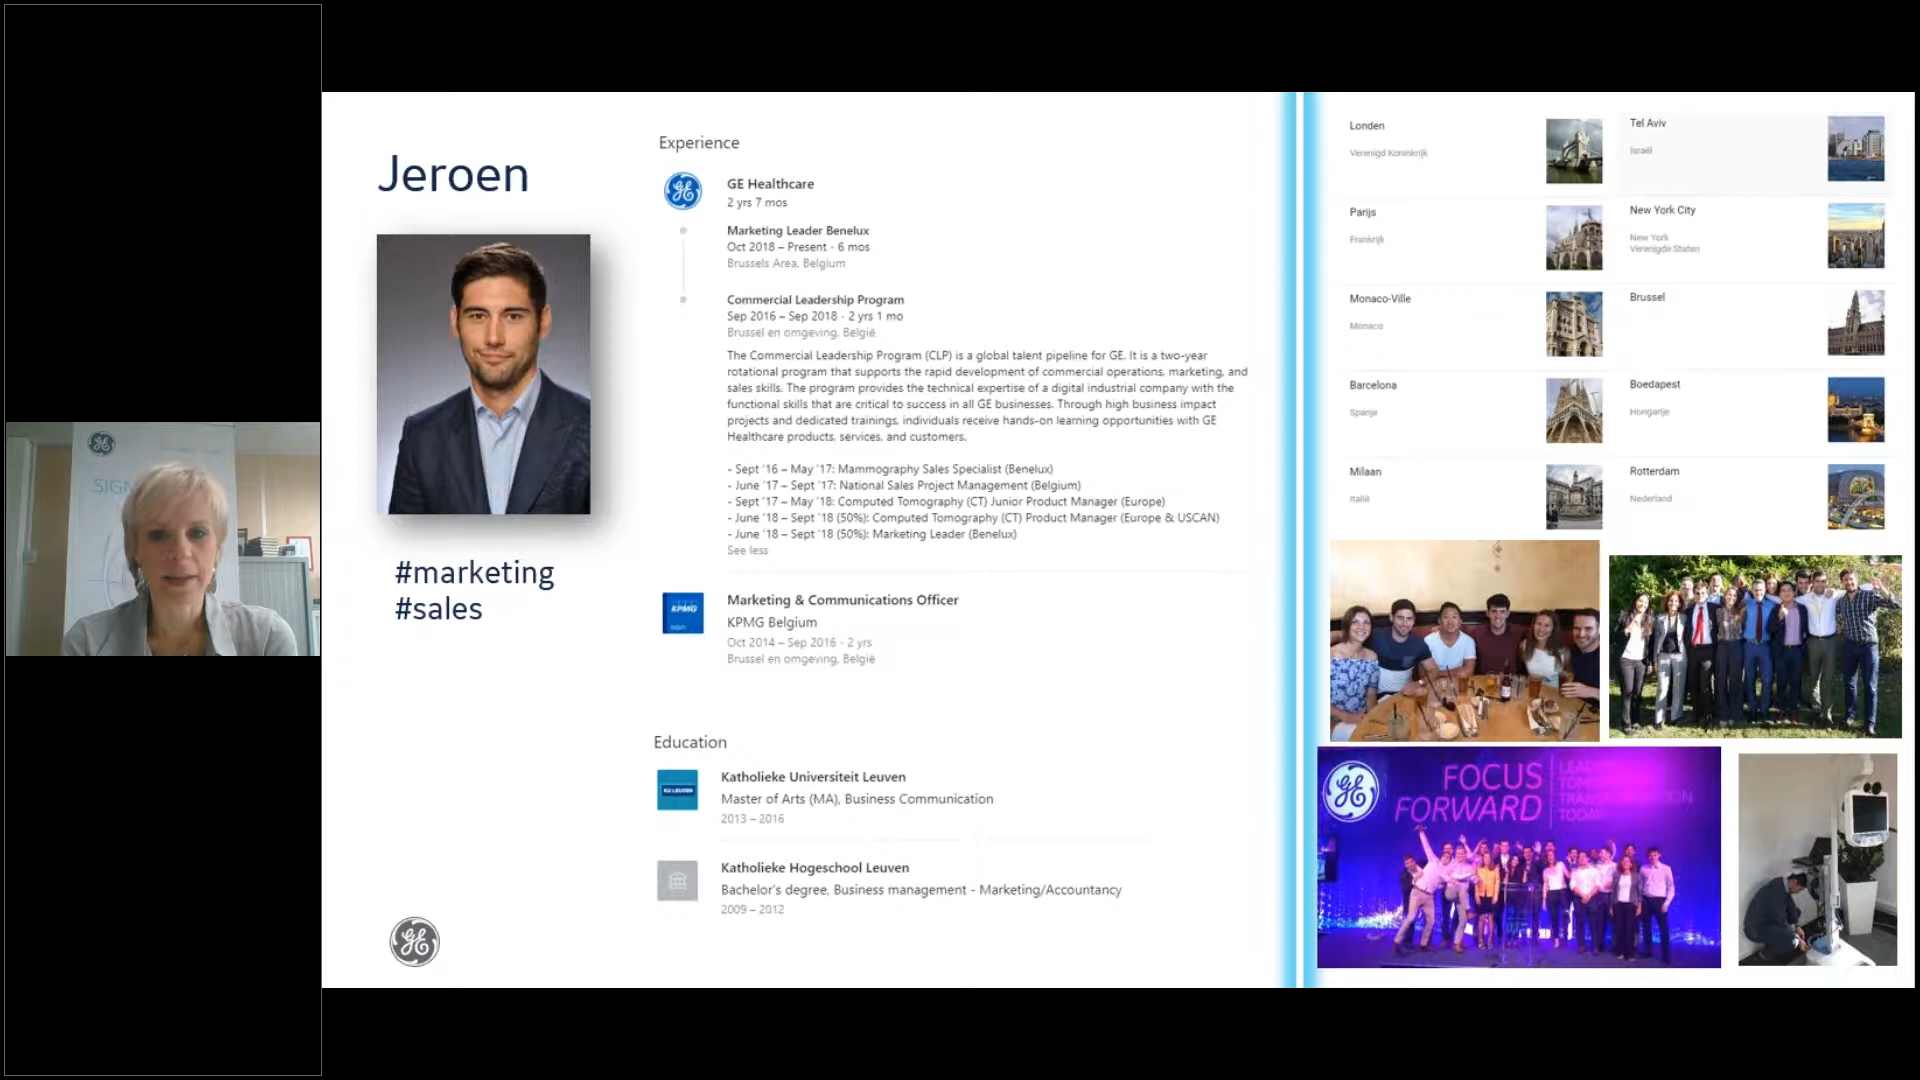 SIGN
Jeroen
#marketing
#sales
Experience
GE Healthcare
2 yrs 7 mos
Marketing Leader Benelux
Oct 2018 – Present · 6 mos
Brussels Area, Belgium
Commercial Leadership Program
Sep 2016 – Sep 2018 · 2 yrs 1 mo
Brussel en omgeving, België
The Commercial Leadership Program (CLP) is a global talent pipeline for GE. It is a two-year
rotational program that supports the rapid development of commercial operations, marketing, and
sales skills. The program provides the technical expertise of a digital industrial company with the
functional skills that are critical to success in all GE businesses. Through high business impact
projects and dedicated trainings, individuals receive hands-on learning opportunities with GE
Healthcare products, services, and customers.
- Sept '16 – May '17: Mammography Sales Specialist (Benelux)
- June '17 – Sept '17: National Sales Project Management (Belgium)
- Sept '17 – May '18: Computed Tomography (CT) Junior Product Manager (Europe)
- June '18 – Sept '18 (50%): Computed Tomography (CT) Product Manager (Europe & USCAN)
- June '18 – Sept '18 (50%): Marketing Leader (Benelux)
See less
KPMG
Marketing & Communications Officer
KPMG Belgium
Oct 2014 – Sep 2016 · 2 yrs
Brussel en omgeving, België
Education
KU LEUVEN
Katholieke Universiteit Leuven
Master of Arts (MA), Business Communication
2013 – 2016
Katholieke Hogeschool Leuven
Bachelor's degree, Business management - Marketing/Accountancy
2009 – 2012
Londen
Verenigd Koninkrijk
Tel Aviv
Israël
Parijs
Frankrijk
New York City
New York
Verenigde Staten
Monaco-Ville
Monaco
Brussel
Barcelona
Spanje
Boedapest
Hongarije
Milaan
Italië
Rotterdam
Nederland
GE
FOCUS
FORWARD